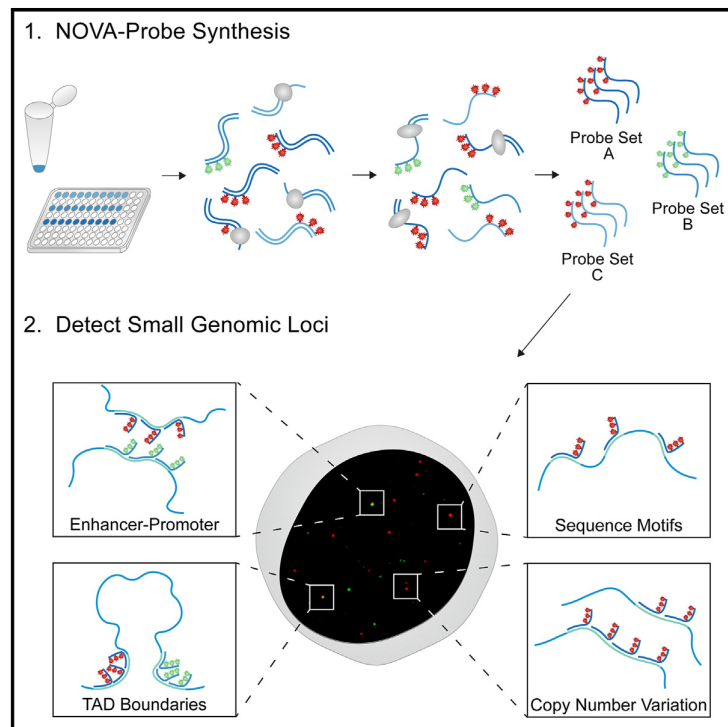 1. NOVA-Probe Synthesis
Probe Set
A
Probe Set
B
Probe Set
C
2. Detect Small Genomic Loci
Enhancer-Promoter
Sequence Motifs
TAD Boundaries
Copy Number Variation